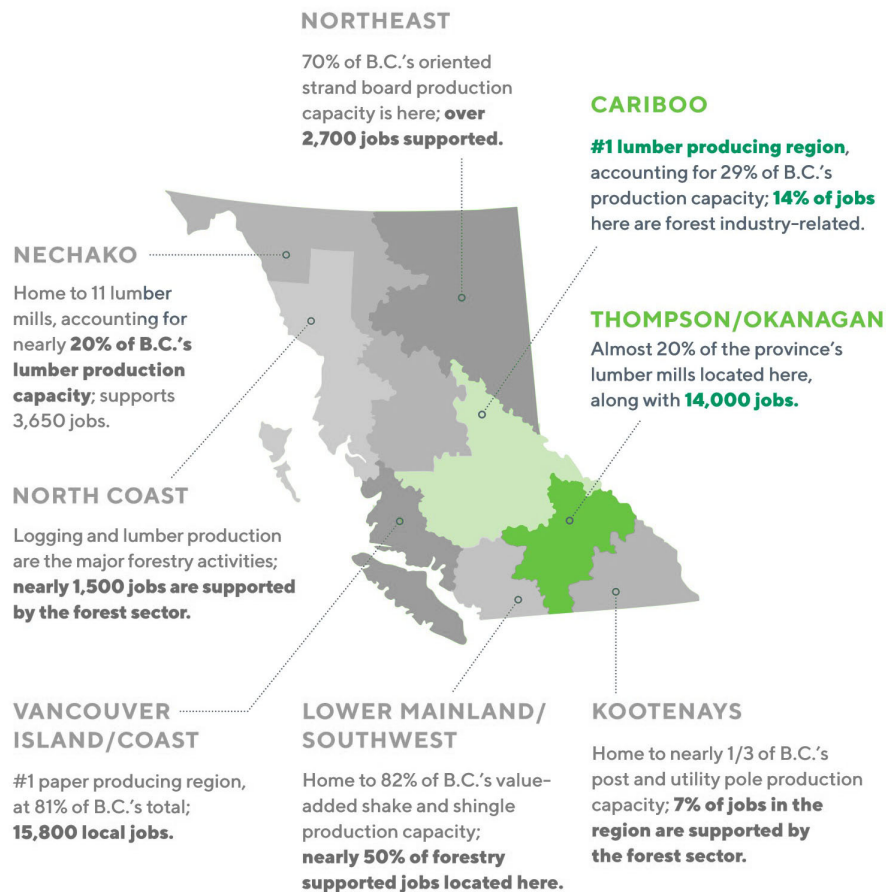 NORTHEAST
70% of B.C.’s oriented
strand board production
capacity is here; over
2,700 jobs supported.
CARIBOO
#1 lumber producing region,
accounting for 29% of B.C.’s
production capacity; 14% of jobs
here are forest industry-related.
NECHAKO
Home to 11 lumber
mills, accounting for
nearly 20% of B.C.’s
lumber production
capacity; supports
3,650 jobs.
THOMPSON/OKANAGAN
Almost 20% of the province’s
lumber mills located here,
along with 14,000 jobs.
NORTH COAST
Logging and lumber production
are the major forestry activities;
nearly 1,500 jobs are supported
by the forest sector.
VANCOUVER
ISLAND/COAST
#1 paper producing region,
at 81% of B.C.’s total;
15,800 local jobs.
LOWER MAINLAND/
SOUTHWEST
Home to 82% of B.C.’s value-
added shake and shingle
production capacity;
nearly 50% of forestry
supported jobs located here.
KOOTENAYS
Home to nearly 1/3 of B.C.’s
post and utility pole production
capacity; 7% of jobs in the
region are supported by
the forest sector.